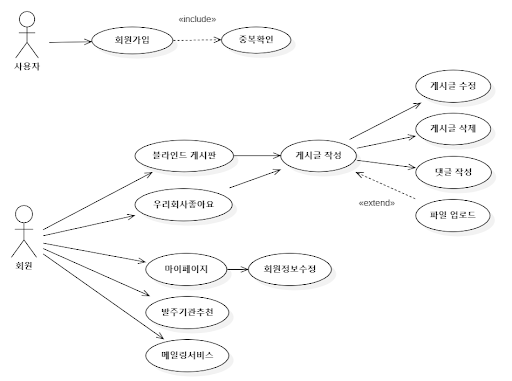 «include»
회원가입
중복확인
사용자
게시글 수정
게시글 삭제
블라인드 게시판
게시글 작성
댓글 작성
우리회사좋아요
«extend»
파일 업로드
회원
마이페이지
회원정보수정
발주기관추천
메일링서비스